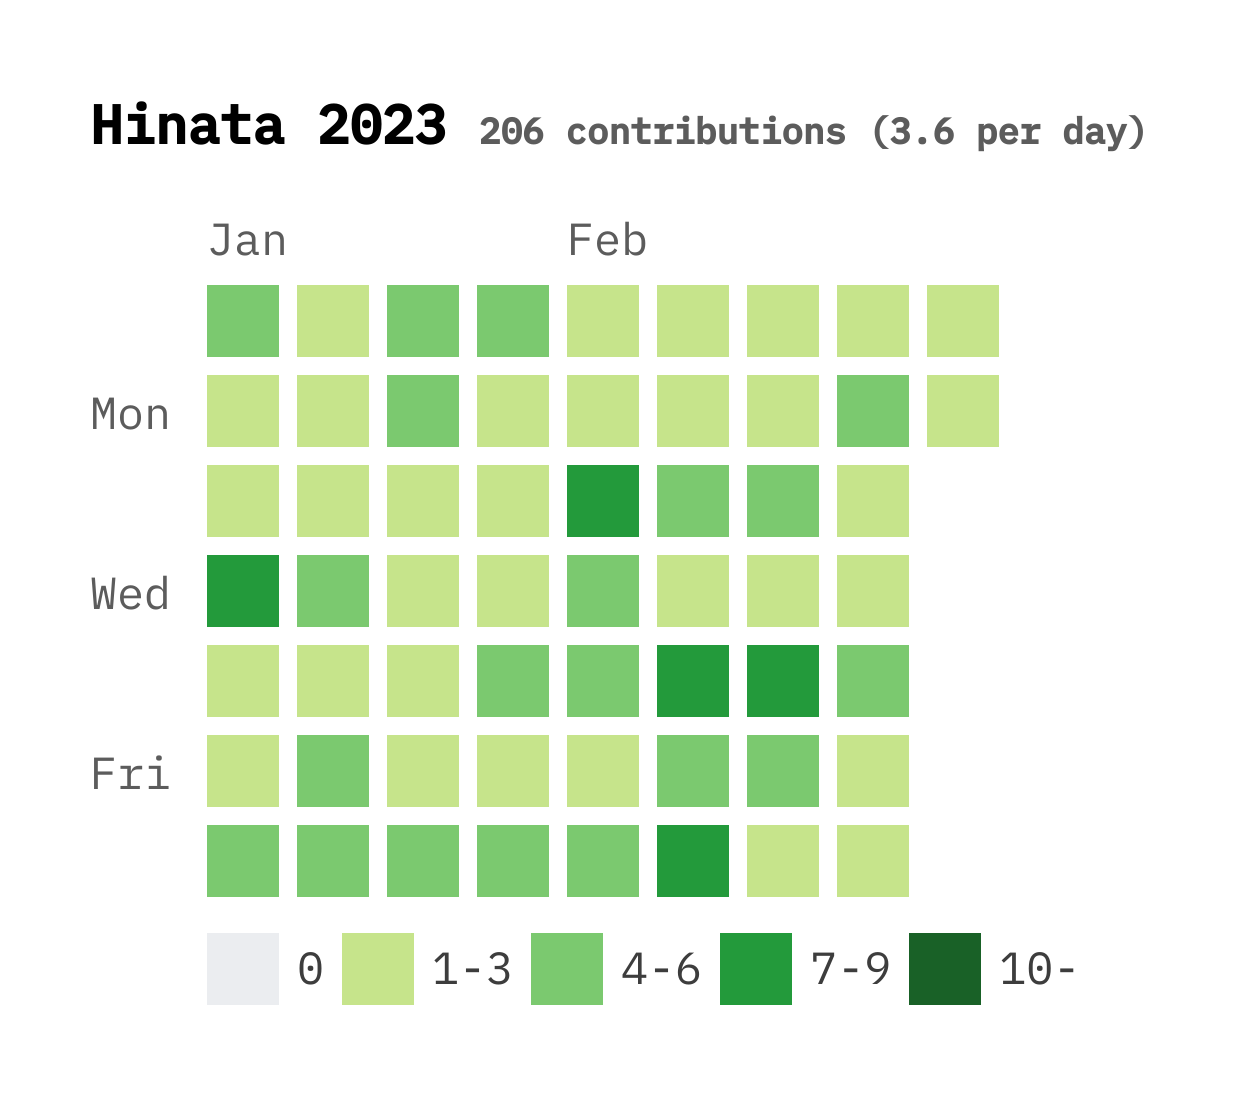 Hinata 2023 206 contributions (3.6 per day)
Jan Feb
Mon
Wed
Fri
0 1-3 4-6 7-9 10-